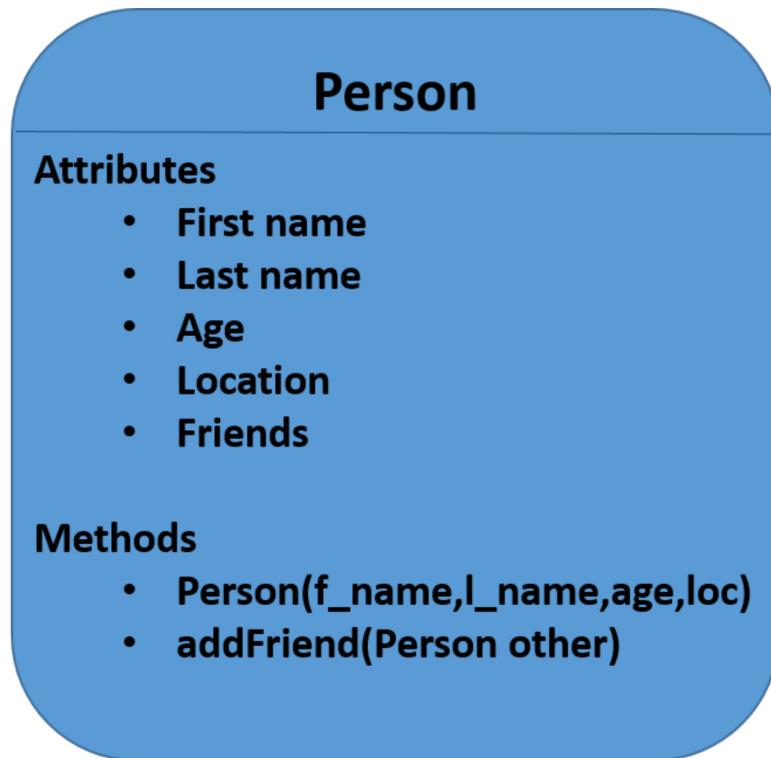 Person
Attributes
• First name
• Last name
• Age
• Location
• Friends
Methods
• Person(f_name,l_name,age,loc)
• addFriend(Person other)